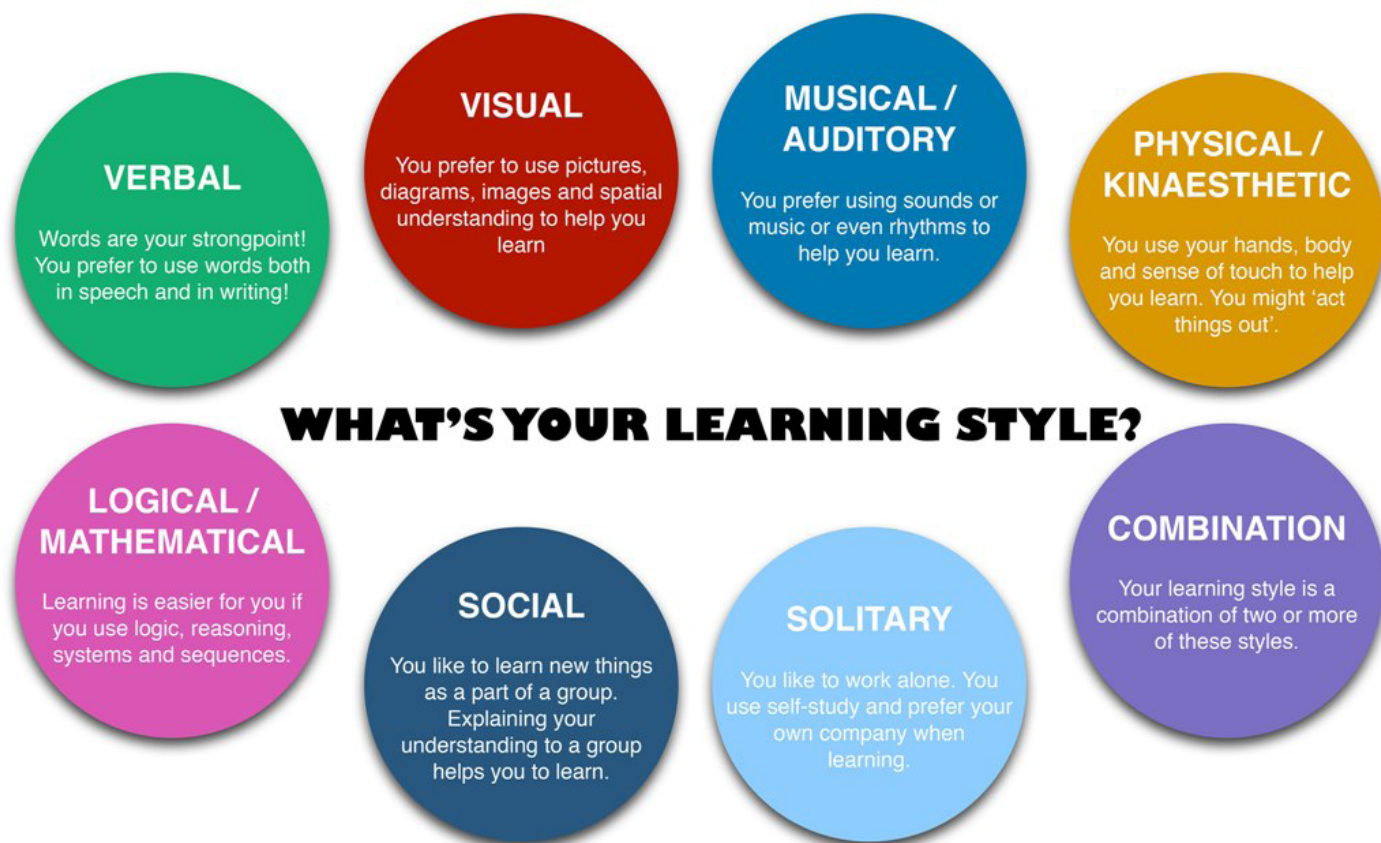 VERBAL
Words are your strongpoint!
You prefer to use words both
in speech and in writing!
VISUAL
You prefer to use pictures,
diagrams, images and spatial
understanding to help you
learn
MUSICAL /
AUDITORY
You prefer using sounds or
music or even rhythms to
help you learn.
PHYSICAL /
KINAESTHETIC
You use your hands, body
and sense of touch to help
you learn. You might ‘act
things out’.
WHAT’S YOUR LEARNING STYLE?
LOGICAL /
MATHEMATICAL
Learning is easier for you if
you use logic, reasoning,
systems and sequences.
SOCIAL
You like to learn new things
as a part of a group.
Explaining your
understanding to a group
helps you to learn.
SOLITARY
You like to work alone. You
use self-study and prefer your
own company when
learning.
COMBINATION
Your learning style is a
combination of two or more
of these styles.